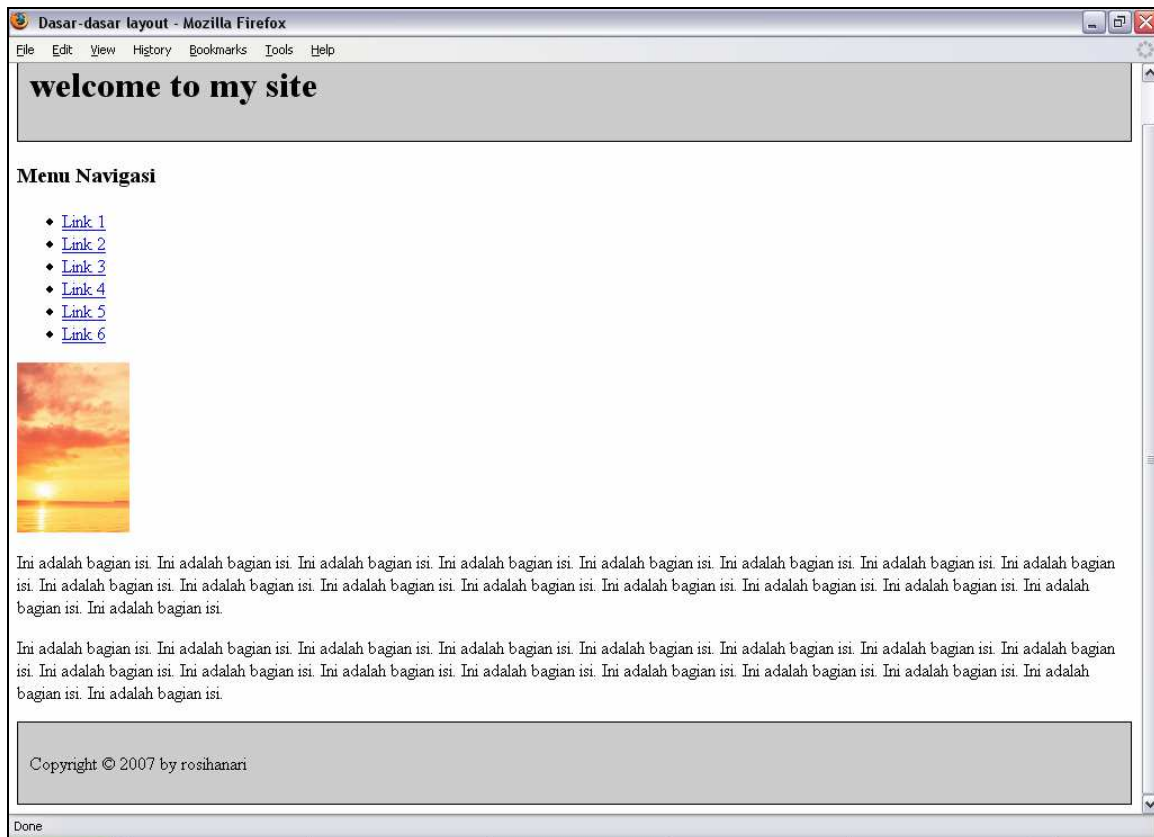 Dasar-dasar layout - Mozilla Firefox
File Edit View History Bookmarks Tools Help
welcome to my site
Menu Navigasi
Link 1
Link 2
Link 3
Link 4
Link 5
Link 6
Ini adalah bagian isi. Ini adalah bagian isi. Ini adalah bagian isi. Ini adalah bagian isi. Ini adalah bagian isi. Ini adalah bagian isi. Ini adalah bagian isi. Ini adalah bagian
isi. Ini adalah bagian isi. Ini adalah bagian isi. Ini adalah bagian isi. Ini adalah bagian isi. Ini adalah bagian isi. Ini adalah bagian isi. Ini adalah bagian isi. Ini adalah
bagian isi. Ini adalah bagian isi.
Ini adalah bagian isi. Ini adalah bagian isi. Ini adalah bagian isi. Ini adalah bagian isi. Ini adalah bagian isi. Ini adalah bagian isi. Ini adalah bagian isi. Ini adalah bagian
isi. Ini adalah bagian isi. Ini adalah bagian isi. Ini adalah bagian isi. Ini adalah bagian isi. Ini adalah bagian isi. Ini adalah bagian isi. Ini adalah bagian isi. Ini adalah
bagian isi. Ini adalah bagian isi.
Copyright © 2007 by rosihanari
Done